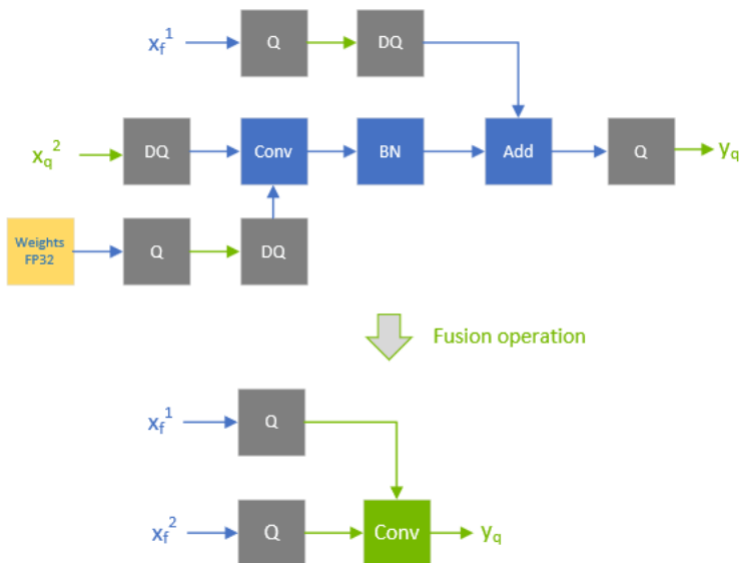 x_f^1 Q DQ
x_q^2 DQ Conv BN Add Q y_q
Weights
FP32 Q DQ
Fusion operation
x_f^1 Q
x_f^2 Q Conv y_q